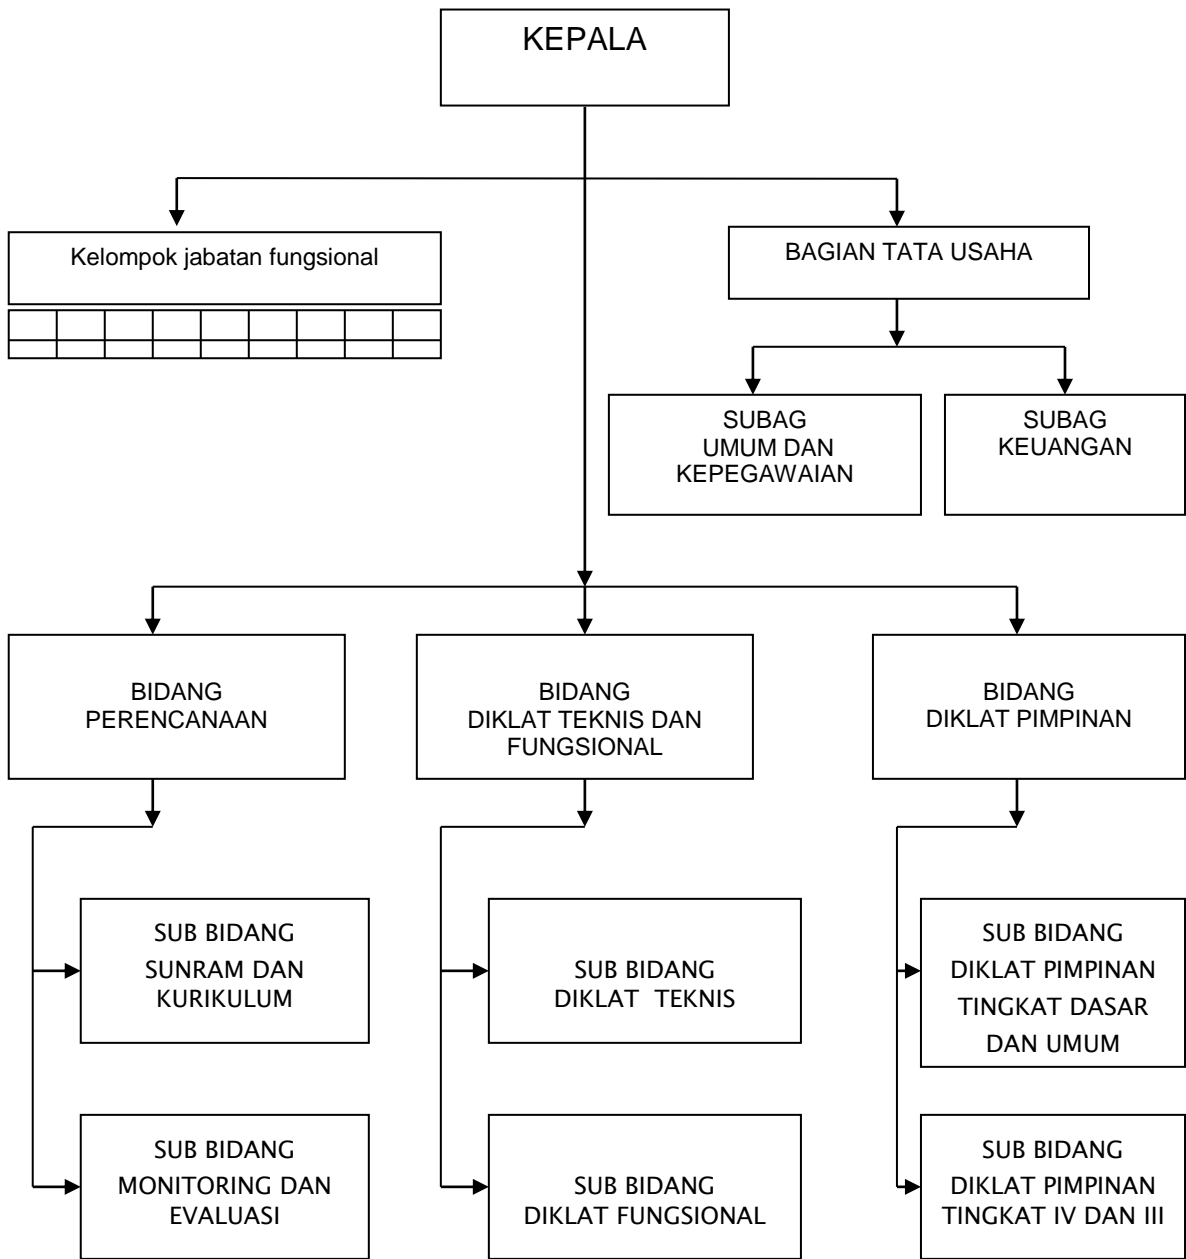 KEPALA
Kelompok jabatan fungsional
BAGIAN TATA USAHA
SUBAG
UMUM DAN
KEPEGAWAIAN
SUBAG
KEUANGAN
BIDANG
PERENCANAAN
BIDANG
DIKLAT TEKNIS DAN
FUNGSIONAL
BIDANG
DIKLAT PIMPINAN
SUB BIDANG
SUNRAM DAN
KURIKULUM
SUB BIDANG
DIKLAT TEKNIS
SUB BIDANG
DIKLAT PIMPINAN
TINGKAT DASAR
DAN UMUM
SUB BIDANG
MONITORING DAN
EVALUASI
SUB BIDANG
DIKLAT FUNGSIONAL
SUB BIDANG
DIKLAT PIMPINAN
TINGKAT IV DAN III